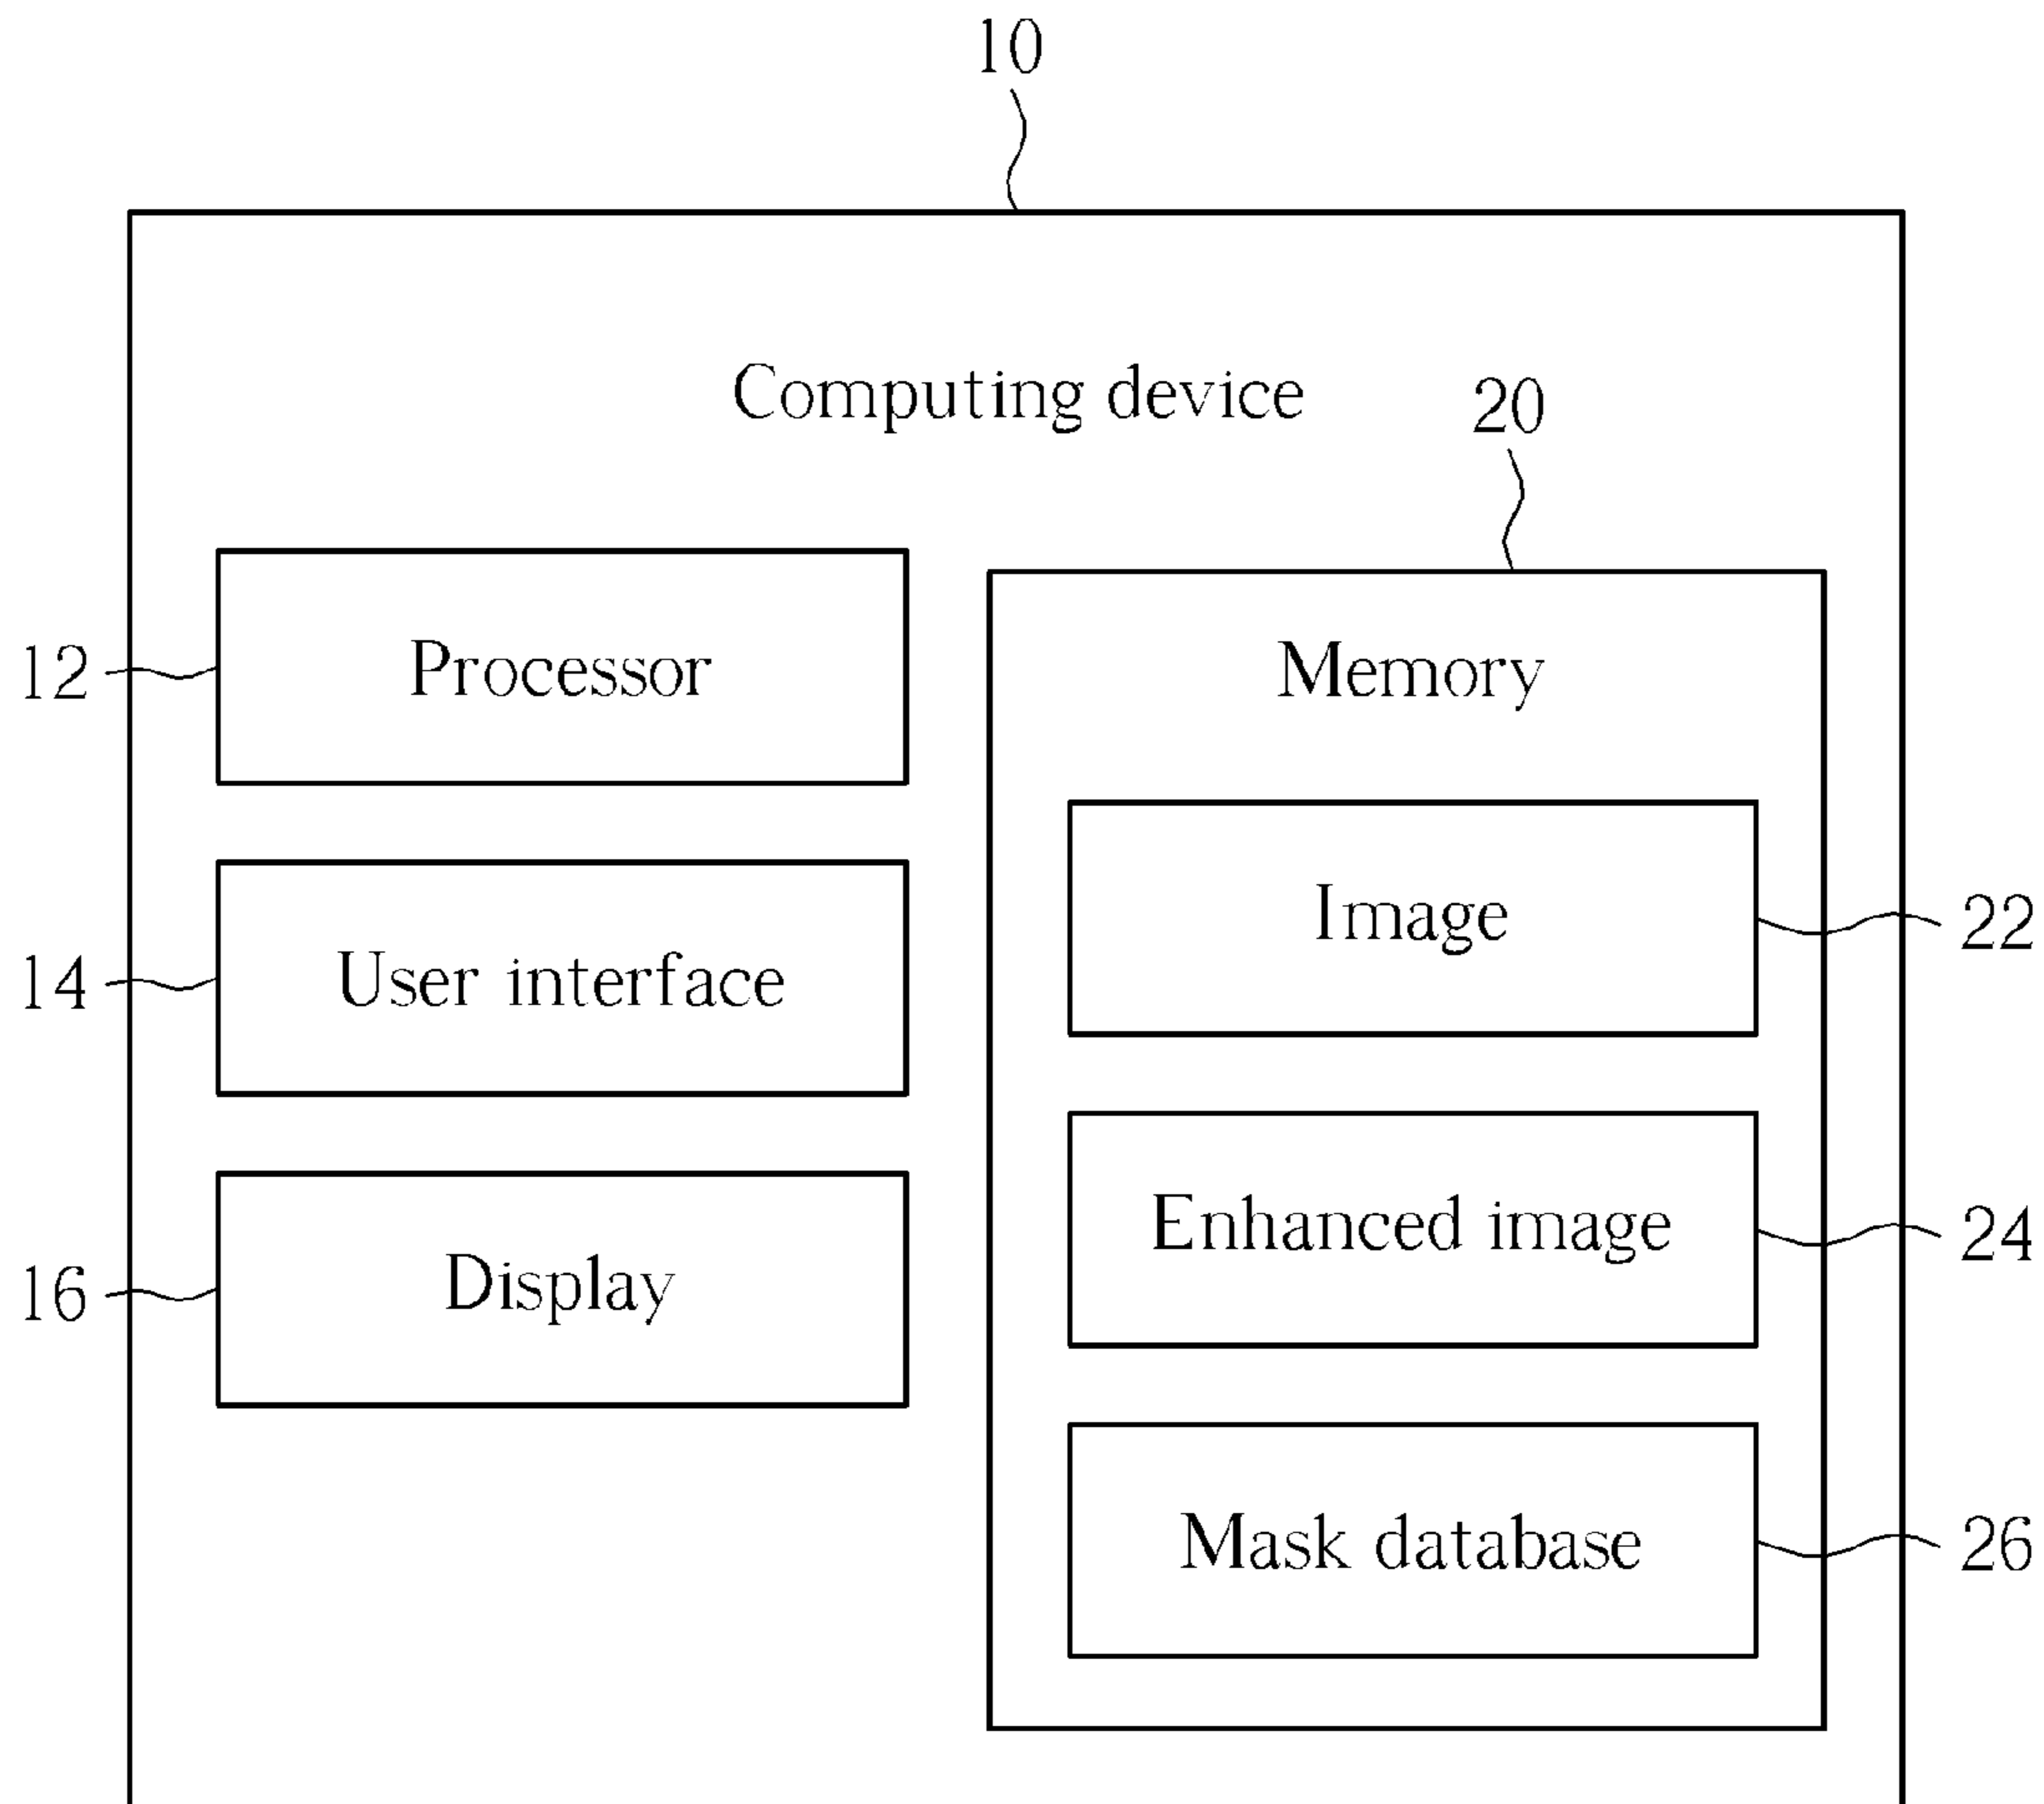 10
Computing device
20
12
Processor
Memory
Image
22
14
User interface
Enhanced image
24
16
Display
Mask database
26